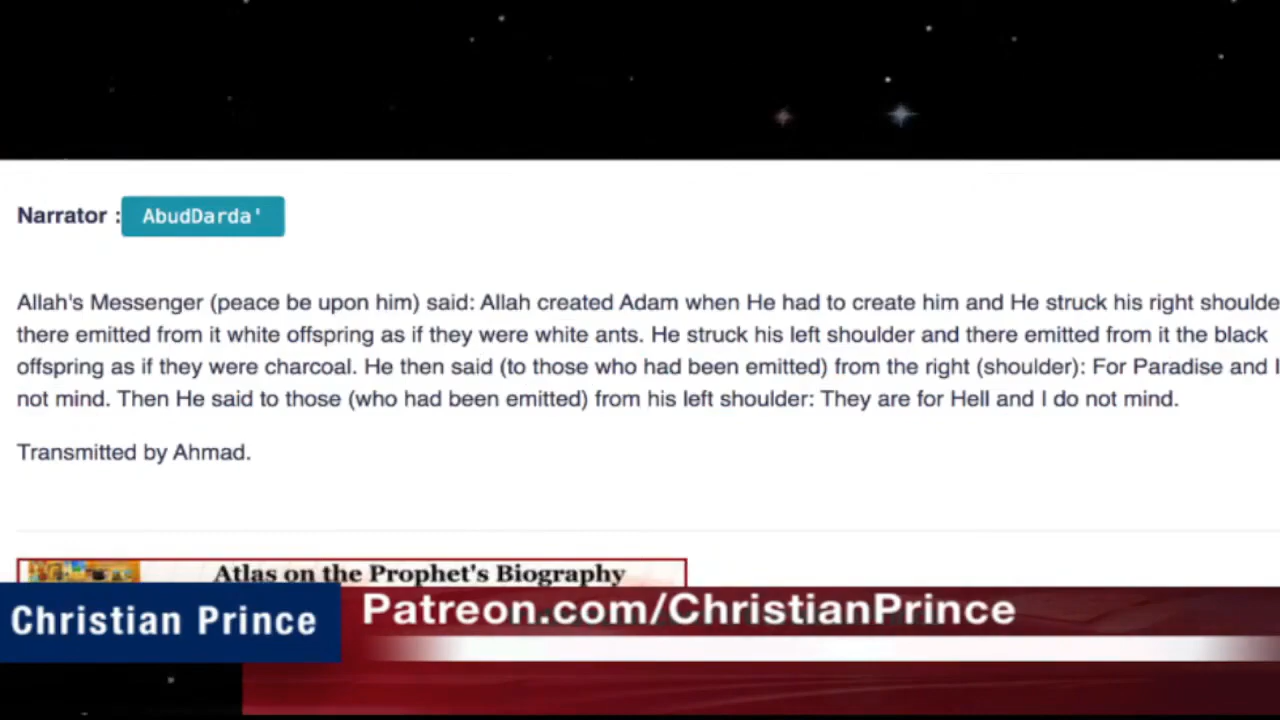 Narrator : AbudDarda'
Allah's Messenger (peace be upon him) said: Allah created Adam when He had to create him and He struck his right shoulde
there emitted from it white offspring as if they were white ants. He struck his left shoulder and there emitted from it the black
offspring as if they were charcoal. He then said (to those who had been emitted) from the right (shoulder): For Paradise and I
not mind. Then He said to those (who had been emitted) from his left shoulder: They are for Hell and I do not mind.
Transmitted by Ahmad.
Atlas on the Prophet's Biography
Christian Prince
Patreon.com/ChristianPrince